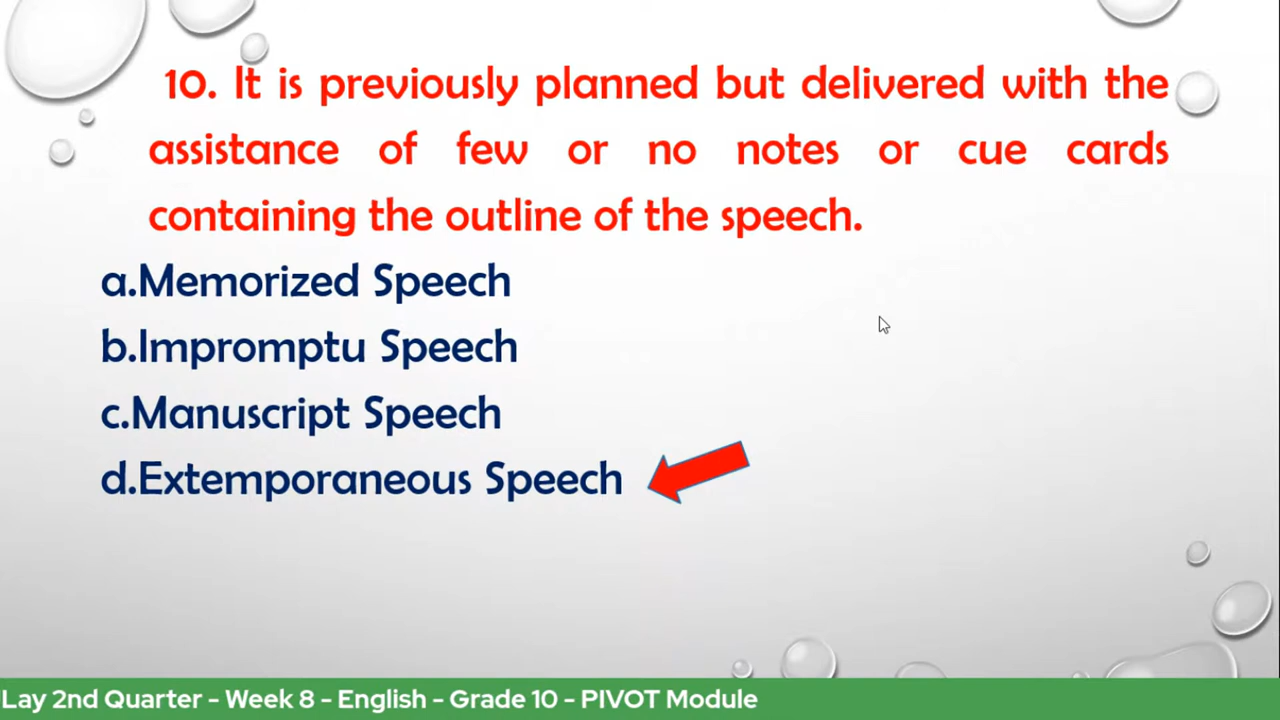 10. It is previously planned but delivered with the
assistance of few or no notes or cue cards
containing the outline of the speech.
a.Memorized Speech
b.Impromptu Speech
c.Manuscript Speech
d.Extemporaneous Speech
Lay 2nd Quarter - Week 8 - English - Grade 10 - PIVOT Module